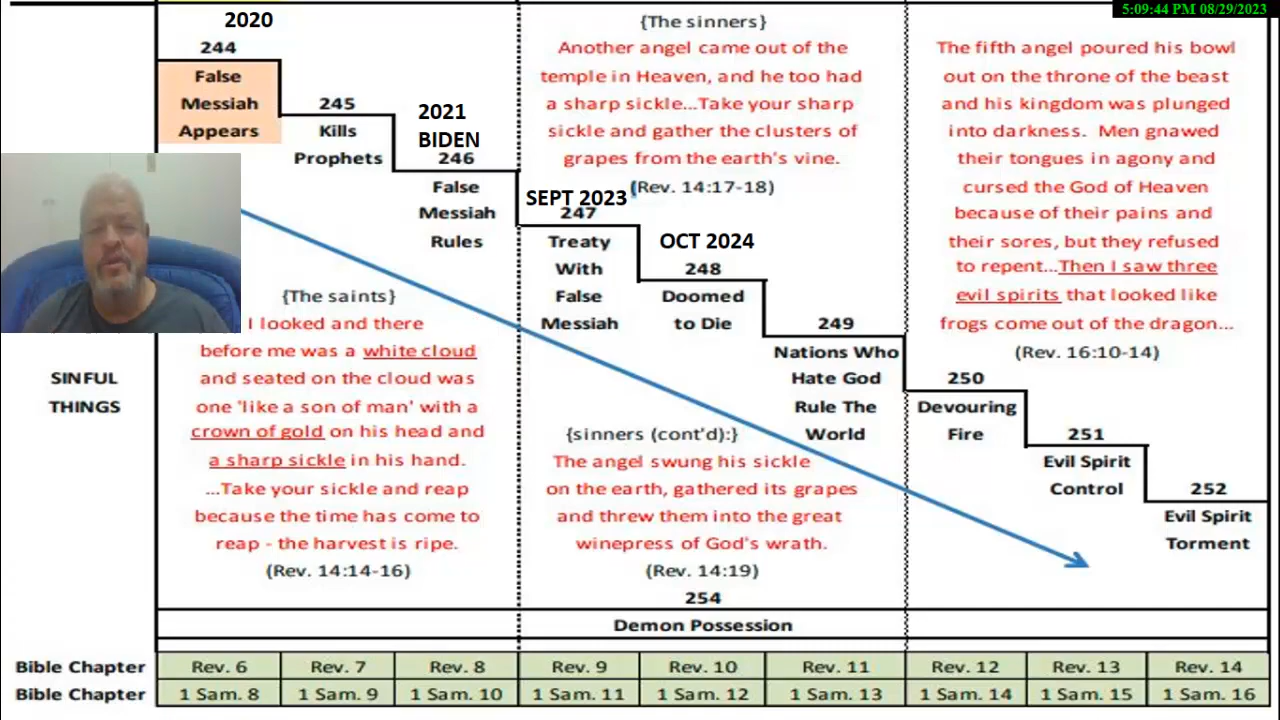 5:09:44 PM 08/29/2023
2020
244
False
Messiah
Appears
245
Kills
Prophets
2021
BIDEN
246
False
Messiah
Rules
{The saints}
I looked and there
before me was a white cloud
and seated on the cloud was
one 'like a son of man' with a
crown of gold on his head and
a sharp sickle in his hand.
...Take your sickle and reap
because the time has come to
reap - the harvest is ripe.
(Rev. 14:14-16)
{The sinners}
Another angel came out of the
temple in Heaven, and he too had
a sharp sickle...Take your sharp
sickle and gather the clusters of
grapes from the earth's vine.
(Rev. 14:17-18)
SEPT 2023
247
Treaty
With
False
Messiah
OCT 2024
248
Doomed
to Die
249
Nations Who
Hate God
Rule The
World
{sinners (cont'd):}
The angel swung his sickle
on the earth, gathered its grapes
and threw them into the great
winepress of God's wrath.
(Rev. 14:19)
The fifth angel poured his bowl
out on the throne of the beast
and his kingdom was plunged
into darkness. Men gnawed
their tongues in agony and
cursed the God of Heaven
because of their pains and
their sores, but they refused
to repent...Then I saw three
evil spirits that looked like
frogs come out of the dragon...
(Rev. 16:10-14)
250
Devouring
Fire
251
Evil Spirit
Control
252
Evil Spirit
Torment
SINFUL
THINGS
254
Demon Possession
Bible Chapter Rev. 6 Rev. 7 Rev. 8 Rev. 9 Rev. 10 Rev. 11 Rev. 12 Rev. 13 Rev. 14
Bible Chapter 1 Sam. 8 1 Sam. 9 1 Sam. 10 1 Sam. 11 1 Sam. 12 1 Sam. 13 1 Sam. 14 1 Sam. 15 1 Sam. 16